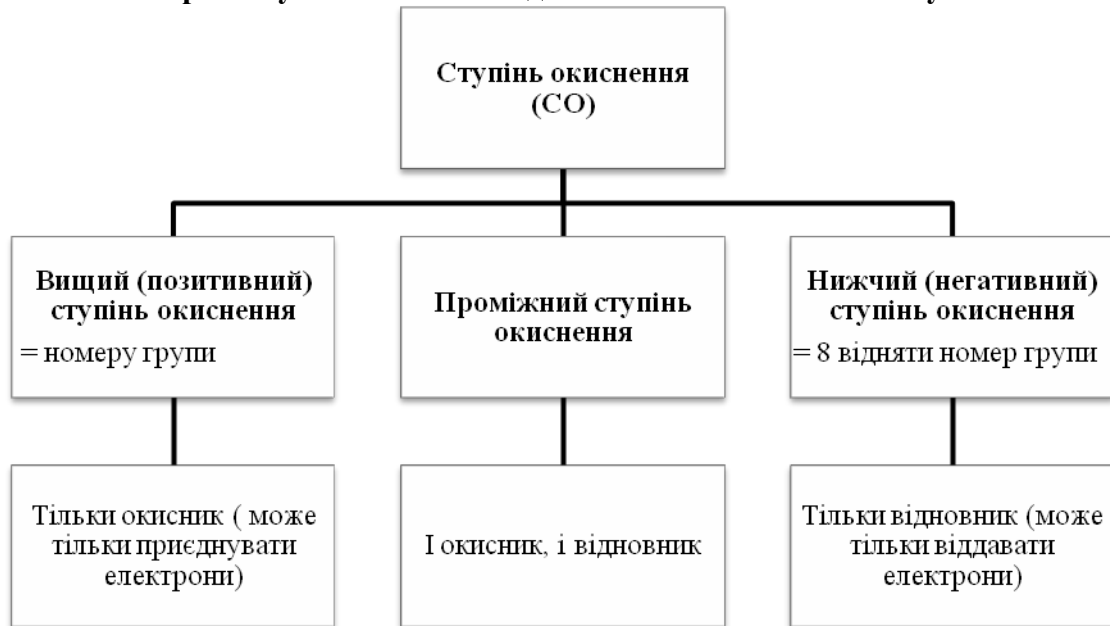 Ступінь окиснення
(СО)
Вищий (позитивний)
ступінь окиснення
= номеру групи
Проміжний ступінь
окиснення
Нижчий (негативний)
ступінь окиснення
= 8 відняти номер групи
Тільки окисник ( може
тільки приєднувати
електрони)
І окисник, і відновник
Тільки відновник (може
тільки віддавати
електрони)